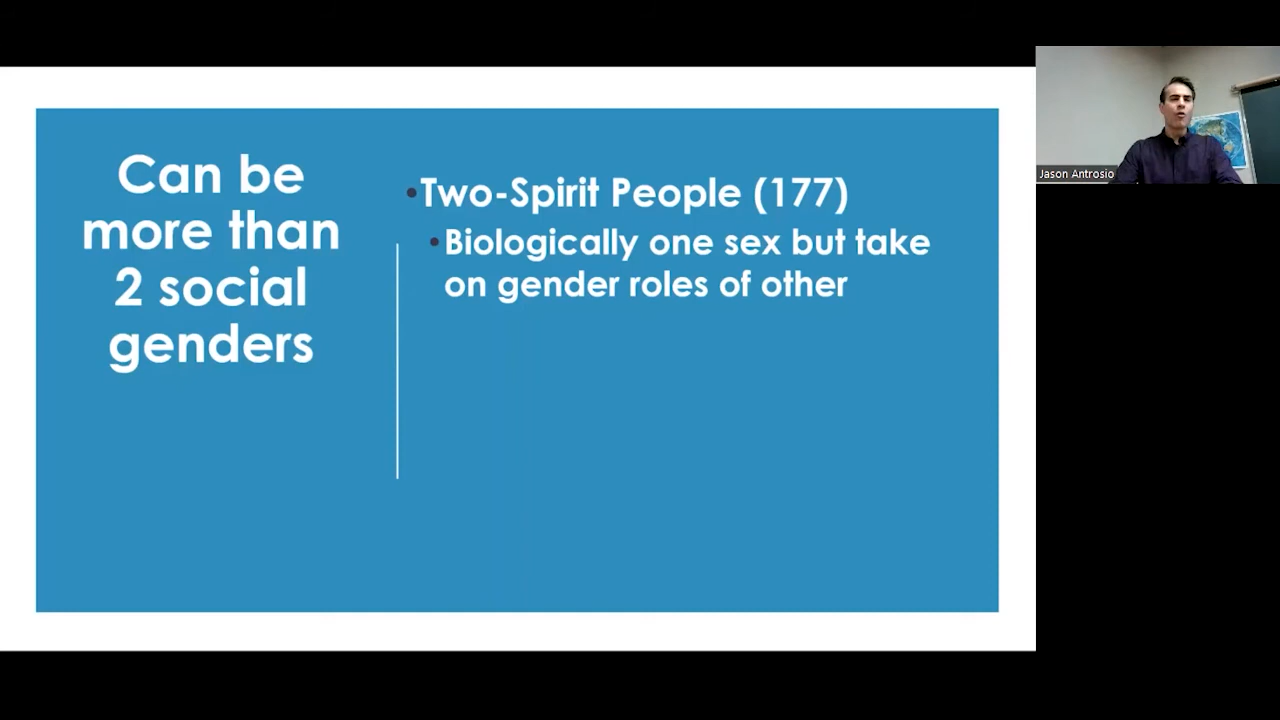 Can be
more than
2 social
genders
•Two-Spirit People (177)
•Biologically one sex but take
on gender roles of other
Jason Antrosio